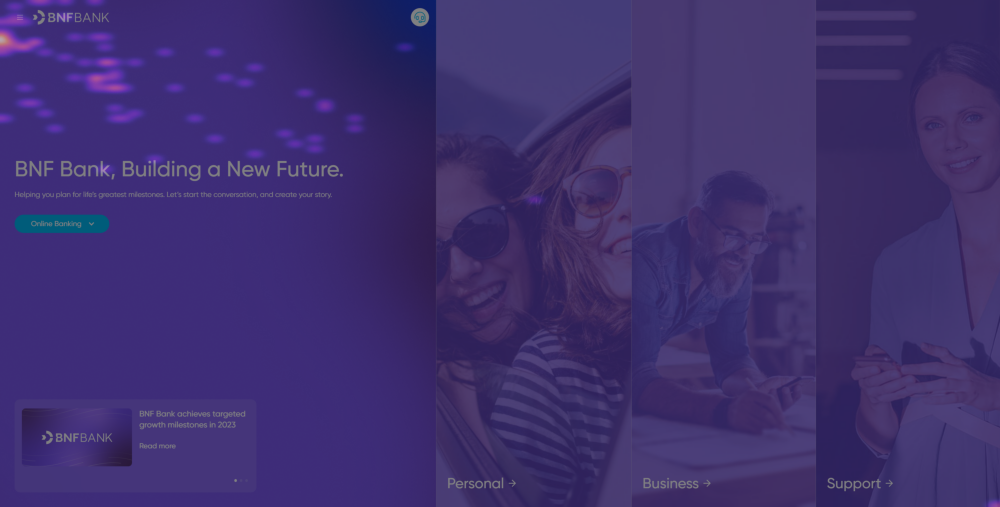 BNFBANK
BNF Bank, Building a New Future.
Helping you plan for life's greatest milestones. Let's start the conversation, and create your story.
Online Banking
BNFBANK
BNF Bank achieves targeted
growth milestones in 2023
Read more
Personal →
Business →
Support →